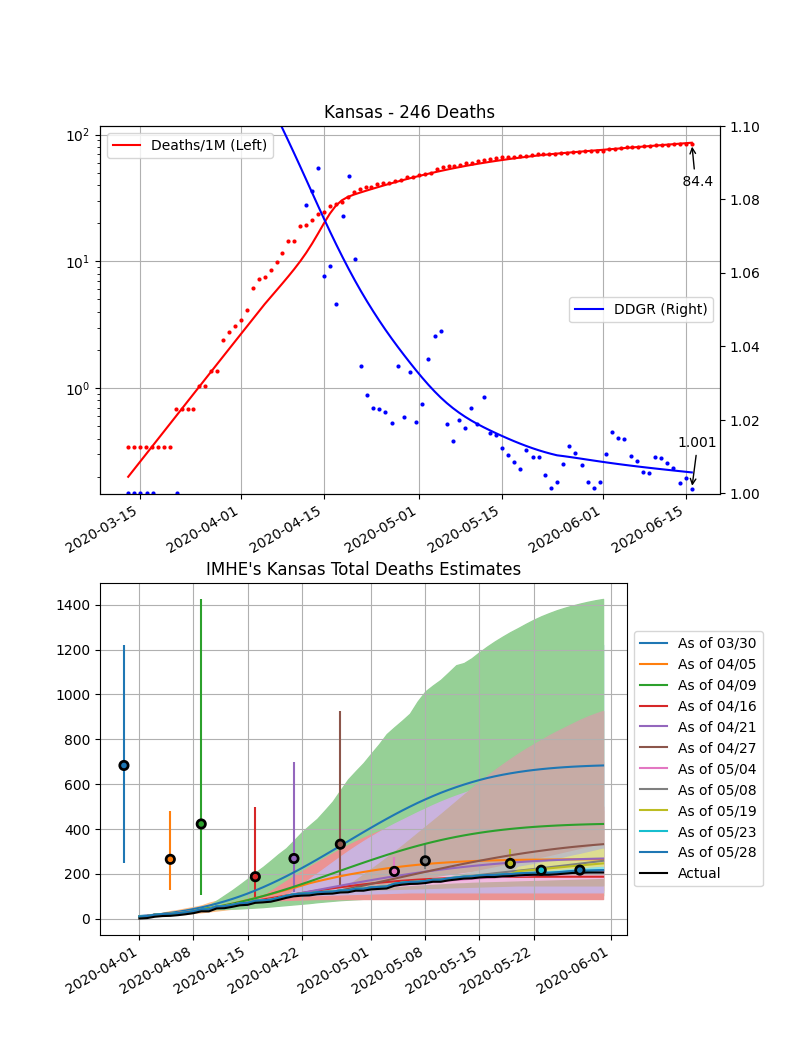 Kansas - 246 Deaths
Deaths/1M (Left)
DDGR (Right)
84.4
1.001
10²
10¹
10⁰
1.10
1.08
1.06
1.04
1.02
1.00
2020-03-15
2020-04-01
2020-04-15
2020-05-01
2020-05-15
2020-06-01
2020-06-15
IMHE's Kansas Total Deaths Estimates
1400
1200
1000
800
600
400
200
0
2020-04-01
2020-04-08
2020-04-15
2020-04-22
2020-05-01
2020-05-08
2020-05-15
2020-05-22
2020-06-01
As of 03/30
As of 04/05
As of 04/09
As of 04/16
As of 04/21
As of 04/27
As of 05/04
As of 05/08
As of 05/19
As of 05/23
As of 05/28
Actual